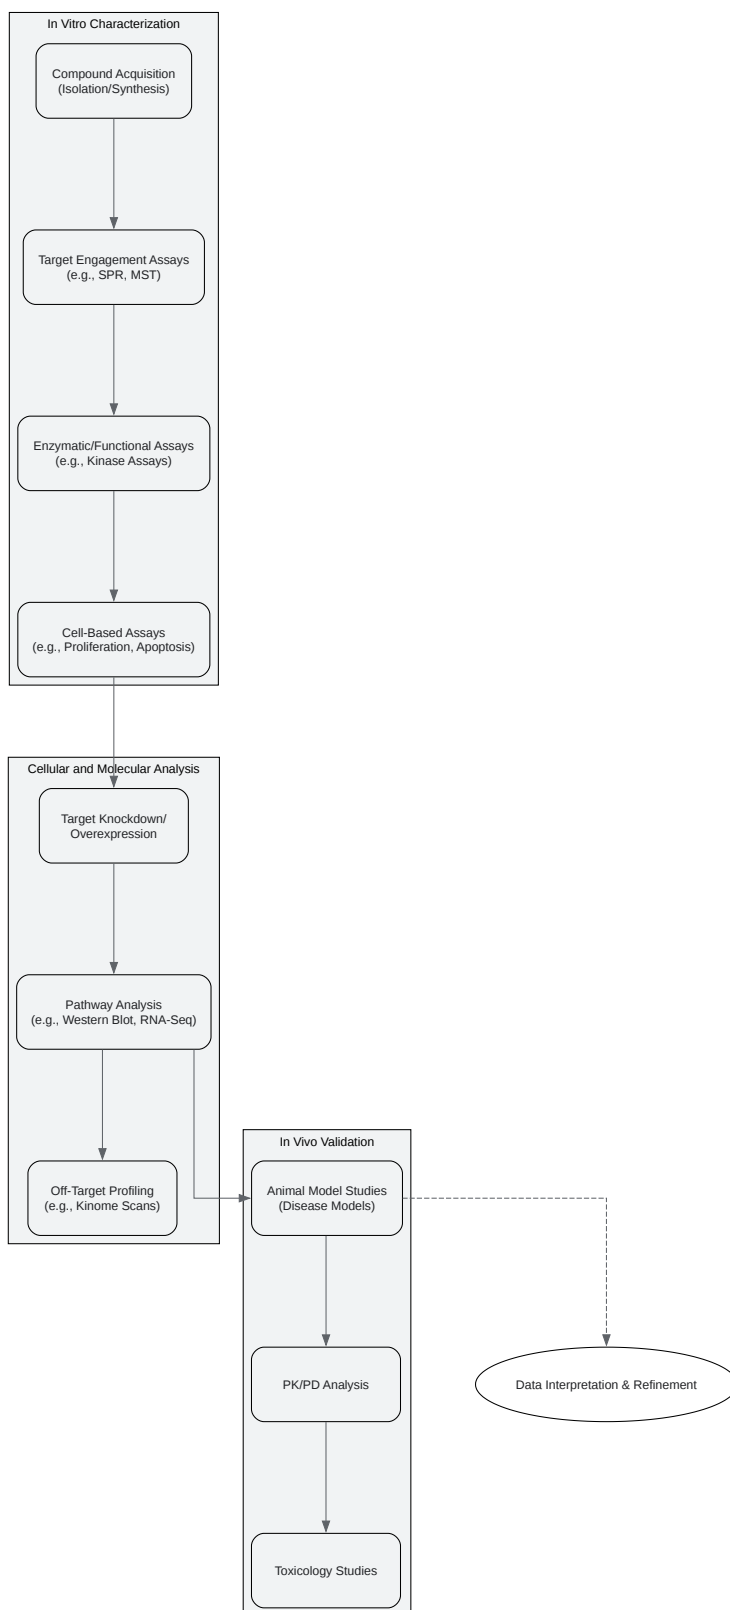 In Vitro Characterization
Compound Acquisition
(Isolation/Synthesis)
Target Engagement Assays
(e.g., SPR, MST)
Enzymatic/Functional Assays
(e.g., Kinase Assays)
Cell-Based Assays
(e.g., Proliferation, Apoptosis)
Cellular and Molecular Analysis
Target Knockdown/
Overexpression
Pathway Analysis
(e.g., Western Blot, RNA-Seq)
Off-Target Profiling
(e.g., Kinome Scans)
In Vivo Validation
Animal Model Studies
(Disease Models)
PK/PD Analysis
Toxicology Studies
Data Interpretation & Refinement